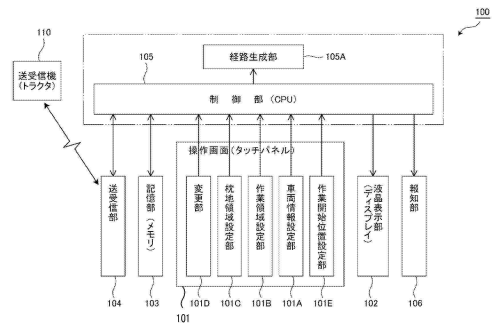 100
110
送受信機
(トラクタ)
105
経路生成部
105A
制 御 部 (CPU)
操作画面(タッチパネル)
送受信部
記憶部(メモリ)
変更部
枕地領域設定部
作業領域設定部
車両情報設定部
作業開始位置設定部
液晶表示部
(ディスプレイ)
報知部
104
103
101D
101C
101B
101A
101E
102
106
101